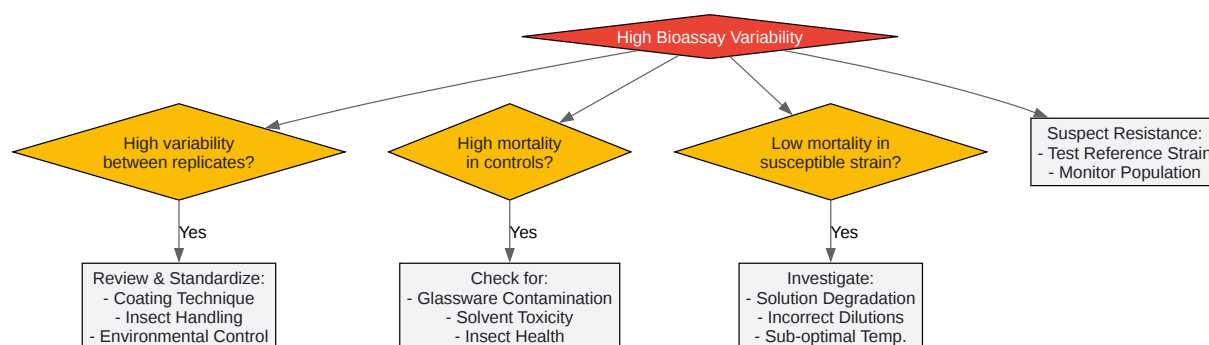 High Bioassay Variability
High variability
between replicates?
High mortality
in controls?
Low mortality in
susceptible strain?
Suspect Resistance:
- Test Reference Strain
- Monitor Population
Yes
Yes
Yes
Review & Standardize:
- Coating Technique
- Insect Handling
- Environmental Control
Check for:
- Glassware Contamination
- Solvent Toxicity
- Insect Health
Investigate:
- Solution Degradation
- Incorrect Dilutions
- Sub-optimal Temp.